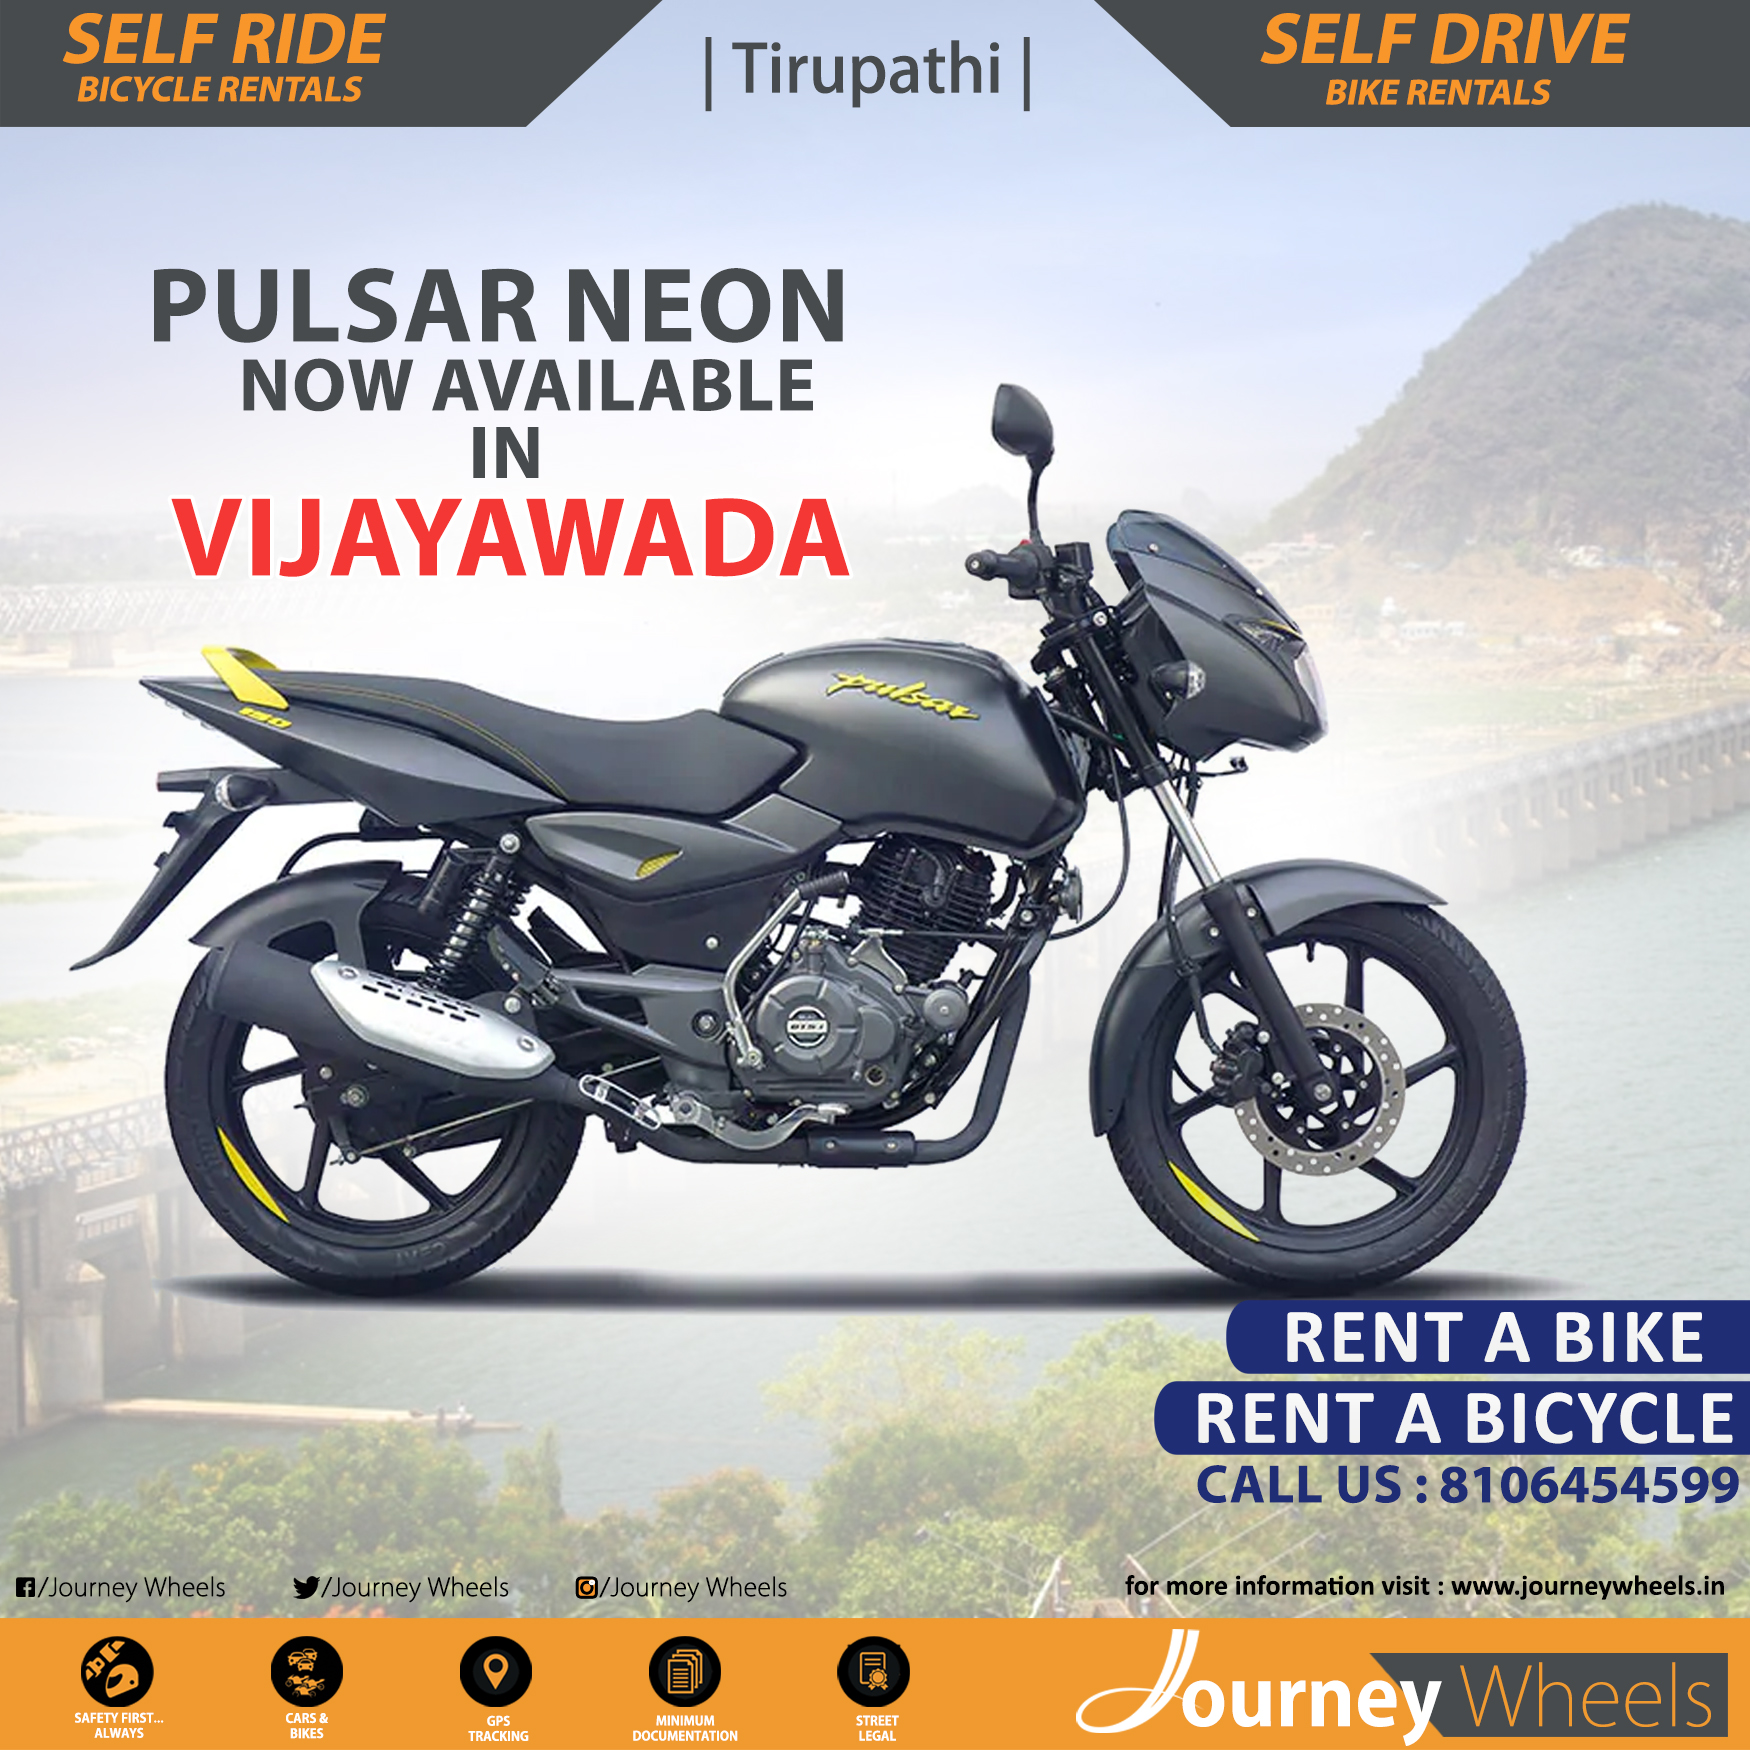 SELF RIDE
BICYCLE RENTALS
| Tirupathi |
SELF DRIVE
BIKE RENTALS
PULSAR NEON
NOW AVAILABLE
IN
VIJAYAWADA
pulsar
150
DTS-i
CEAT
RENT A BIKE
RENT A BICYCLE
CALL US : 8106454599
/Journey Wheels
/Journey Wheels
/Journey Wheels
for more information visit : www.journeywheels.in
SAFETY FIRST...
ALWAYS
CARS &
BIKES
GPS
TRACKING
MINIMUM
DOCUMENTATION
STREET
LEGAL
Journey Wheels